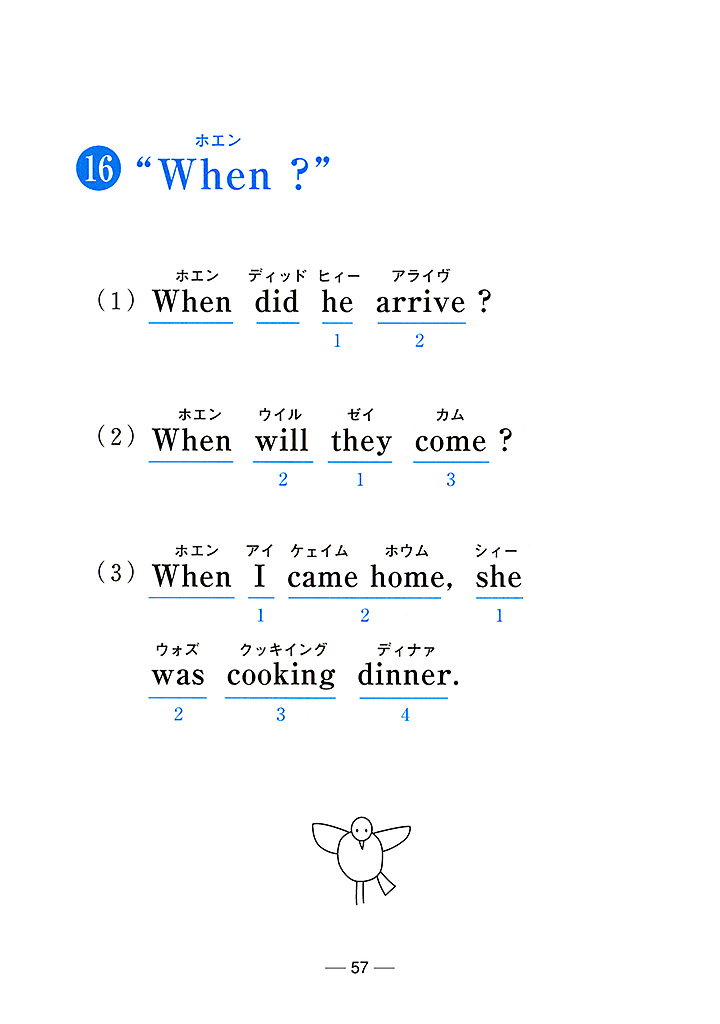 ホエン
16 “When ?”
ホエン ディッド ヒィー アライヴ
(1) When did he arrive ?
1 2
ホエン ウイル ゼイ カム
(2) When will they come ?
2 1 3
ホエン アイ ケェイム ホウム シィー
(3) When I came home, she
1 2 1
ウォズ クッキイング ディナァ
was cooking dinner.
2 3 4
— 57 —